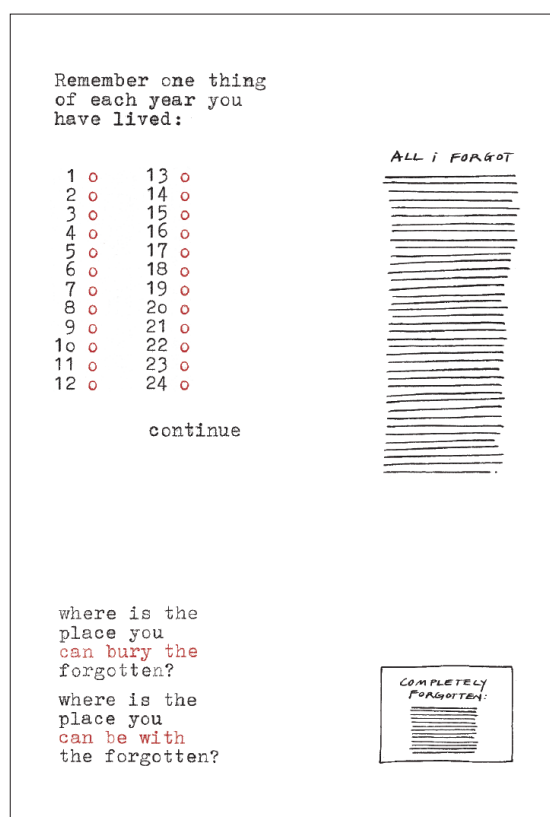 Remember one thing
of each year you
have lived:
1 o 13 o
2 o 14 o
3 o 15 o
4 o 16 o
5 o 17 o
6 o 18 o
7 o 19 o
8 o 2o o
9 o 21 o
1o o 22 o
11 o 23 o
12 o 24 o
continue
ALL i FORGOT
where is the
place you
can bury the
forgotten?
where is the
place you
can be with
the forgotten?
COMPLETELY
FORGOTTEN: